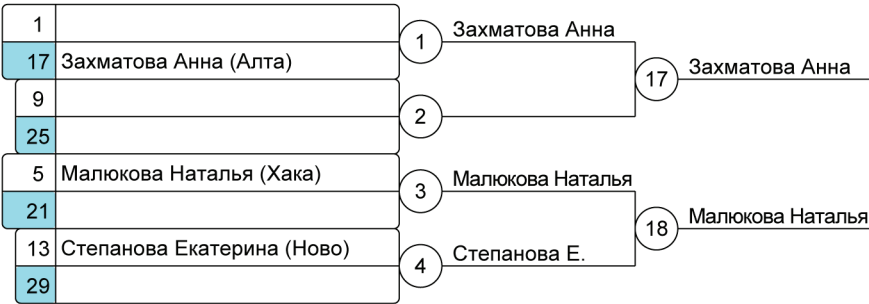 1
17 Захматова Анна (Алта)
9
25
5 Малюкова Наталья (Хака)
21
13 Степанова Екатерина (Ново)
29
1 Захматова Анна
2
3 Малюкова Наталья
4 Степанова Е.
17 Захматова Анна
18 Малюкова Наталья